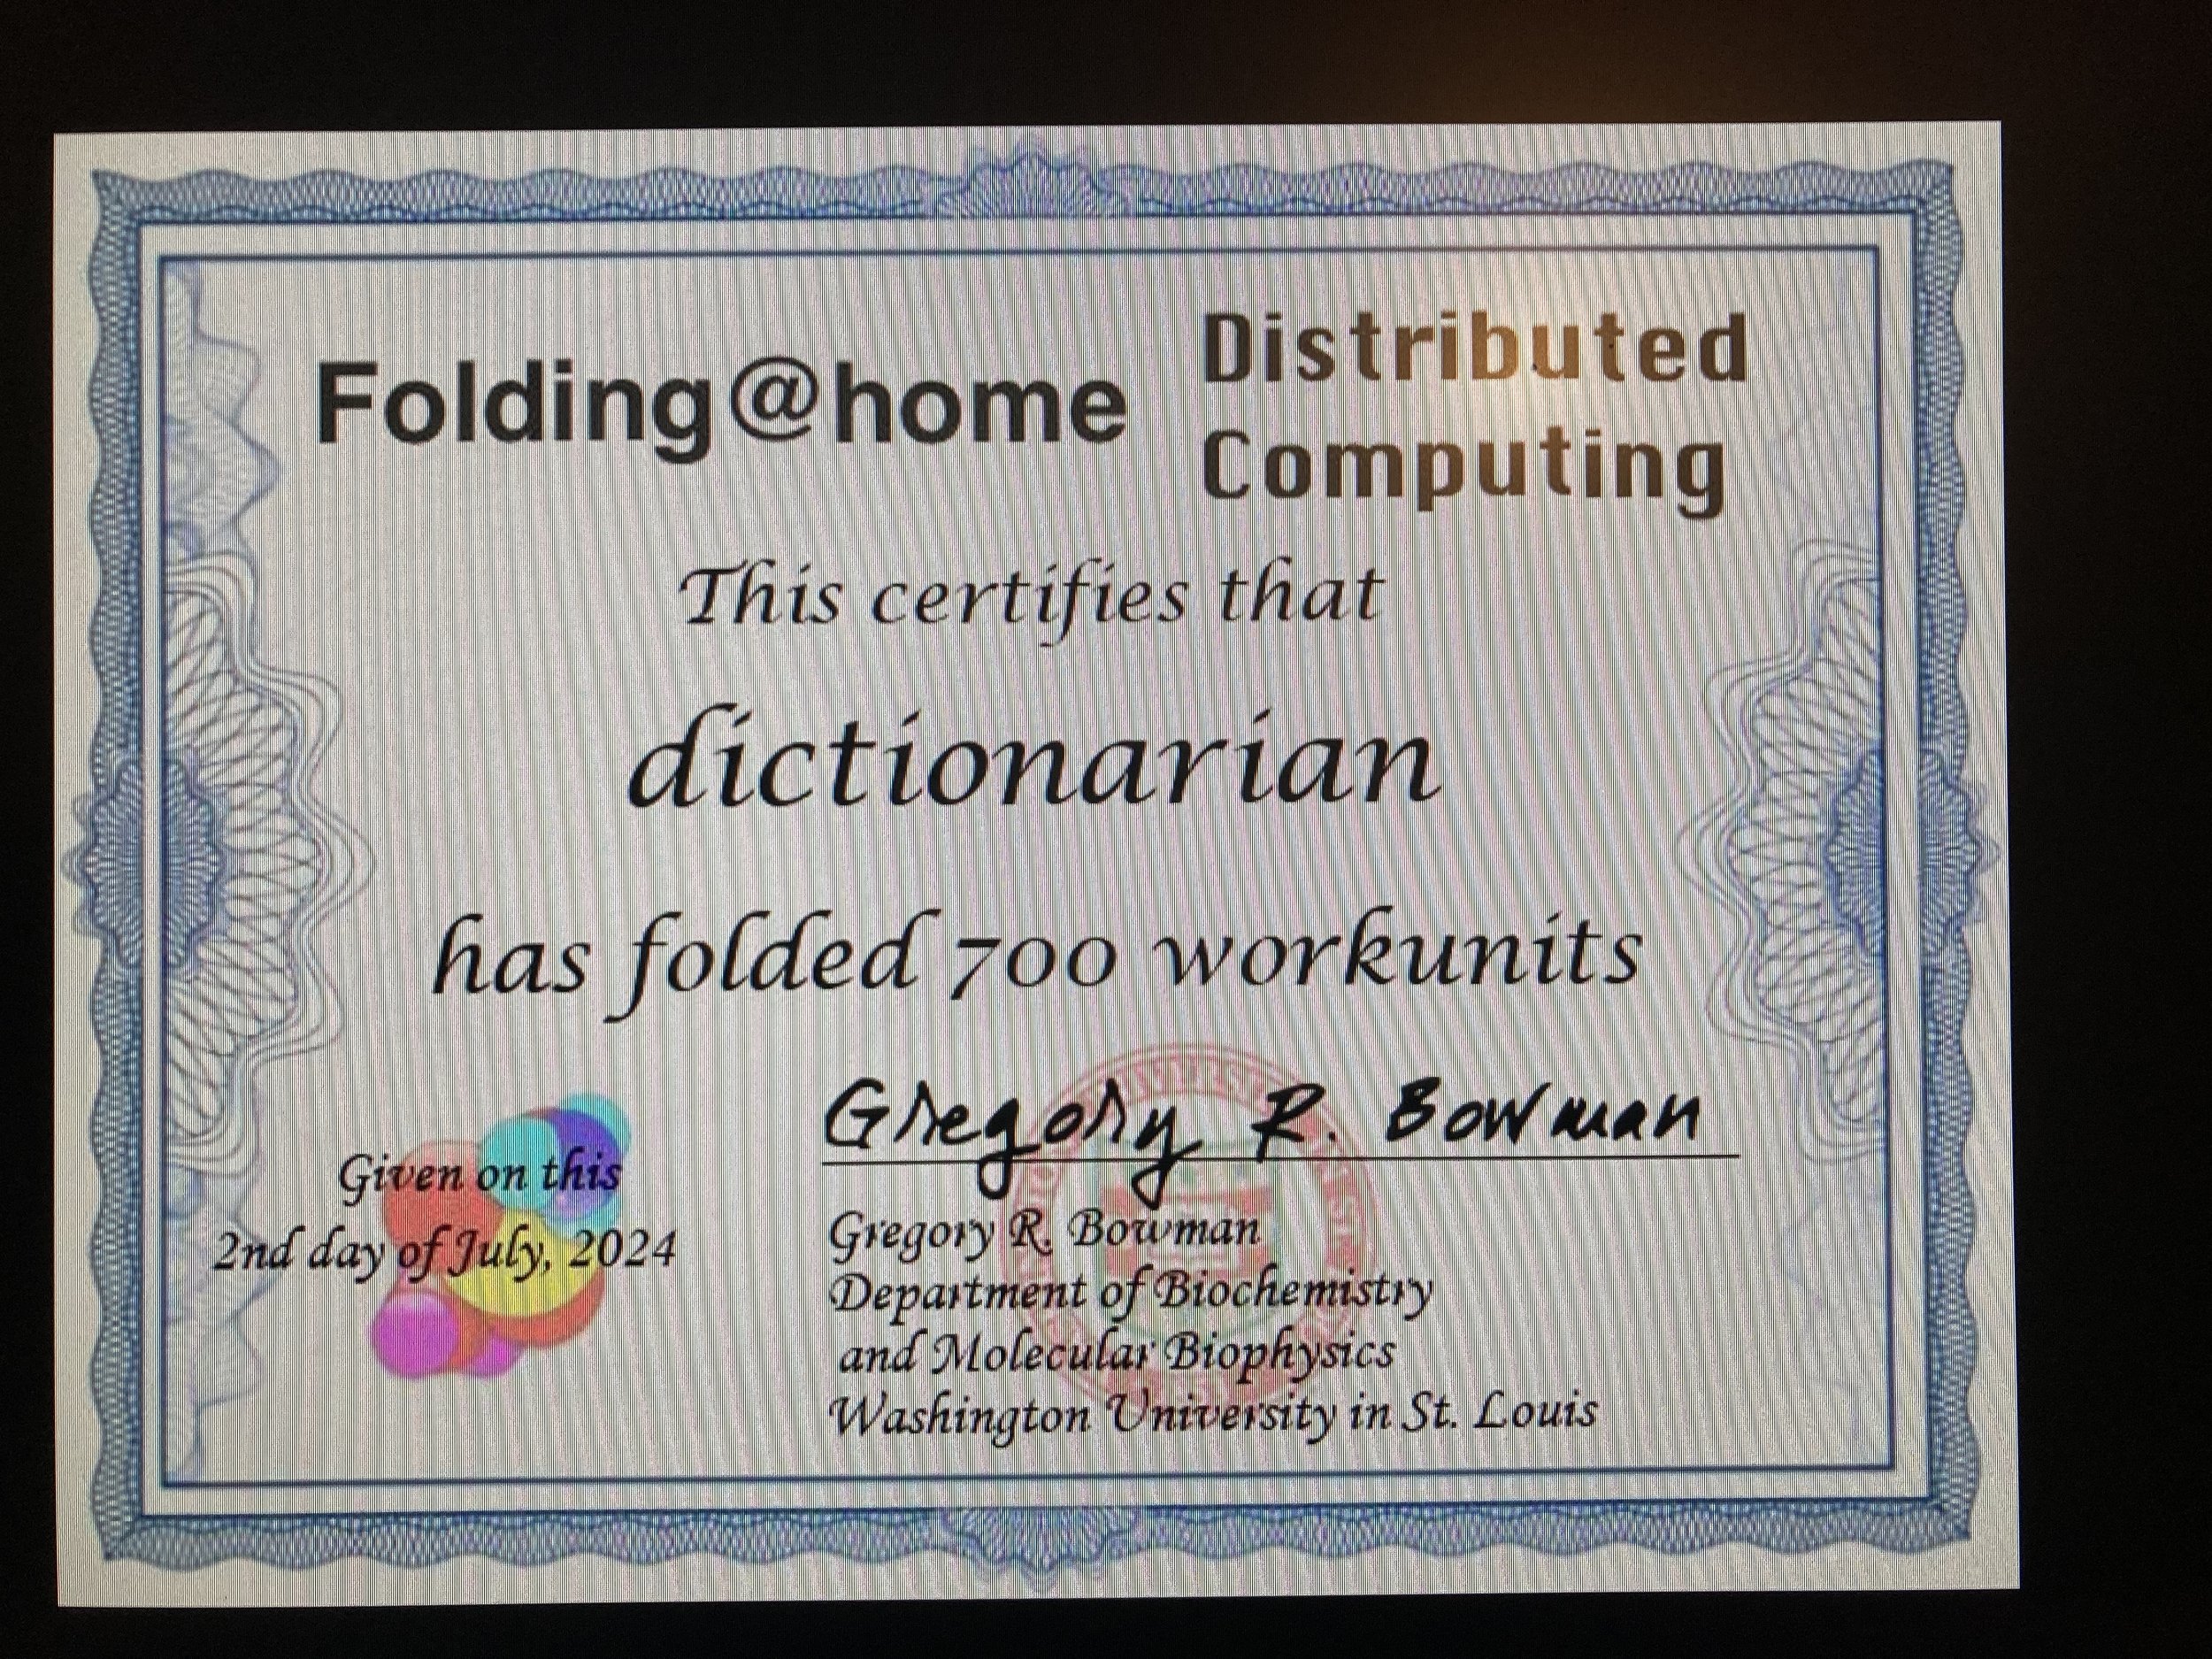 Folding@home
Distributed
Computing
This certifies that
dictionarian
has folded 700 workunits
Gregory R. Bowman
Given on this
2nd day of July, 2024
Gregory R. Bowman
Department of Biochemistry
and Molecular Biophysics
Washington University in St. Louis